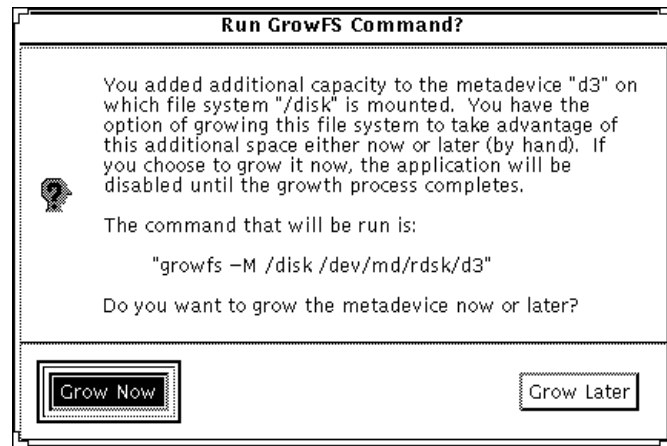 Run GrowFS Command?
You added additional capacity to the metadevice "d3" on
which file system "/disk" is mounted. You have the
option of growing this file system to take advantage of
this additional space either now or later (by hand). If
you choose to grow it now, the application will be
disabled until the growth process completes.
The command that will be run is:
"growfs –M /disk /dev/md/rdsk/d3"
Do you want to grow the metadevice now or later?
Grow Now
Grow Later